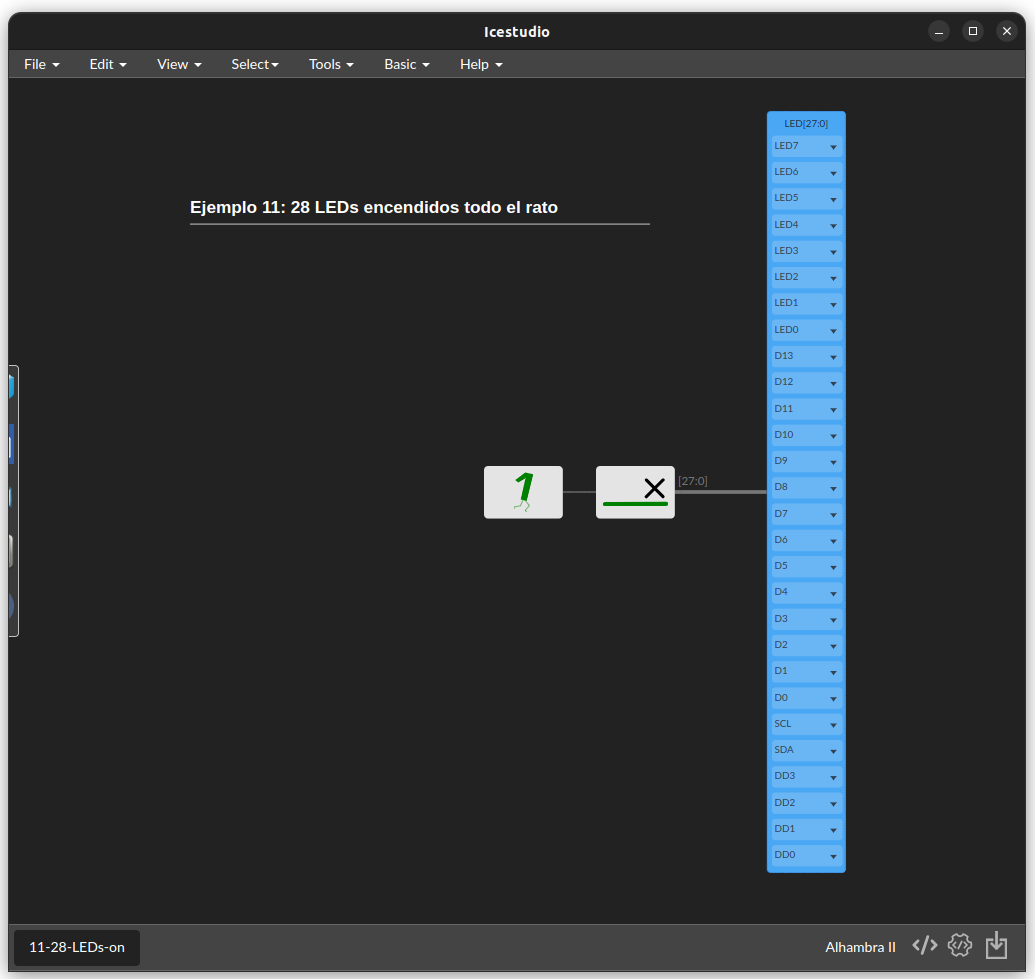 Icestudio
File Edit View Select Tools Basic Help
LED[27:0]
LED7
LED6
LED5
LED4
LED3
LED2
LED1
LED0
D13
D12
D11
D10
D9
D8
D7
D6
D5
D4
D3
D2
D1
D0
SCL
SDA
DD3
DD2
DD1
DD0
Ejemplo 11: 28 LEDs encendidos todo el rato
1
[27:0]
11-28-LEDs-on
Alhambra II